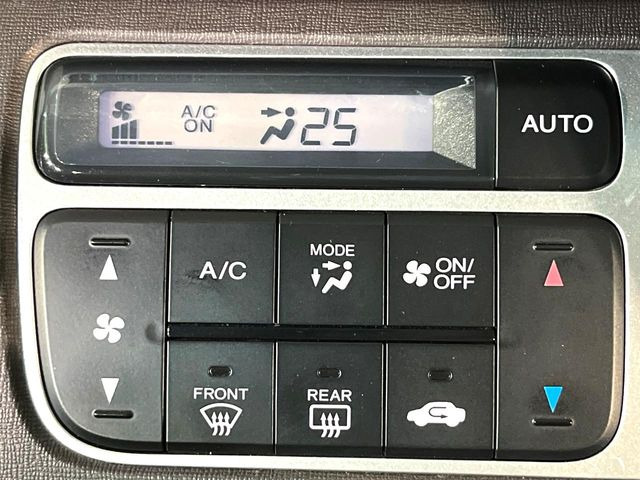 A/C
ON
25
AUTO
A/C
MODE
ON/
OFF
FRONT
REAR